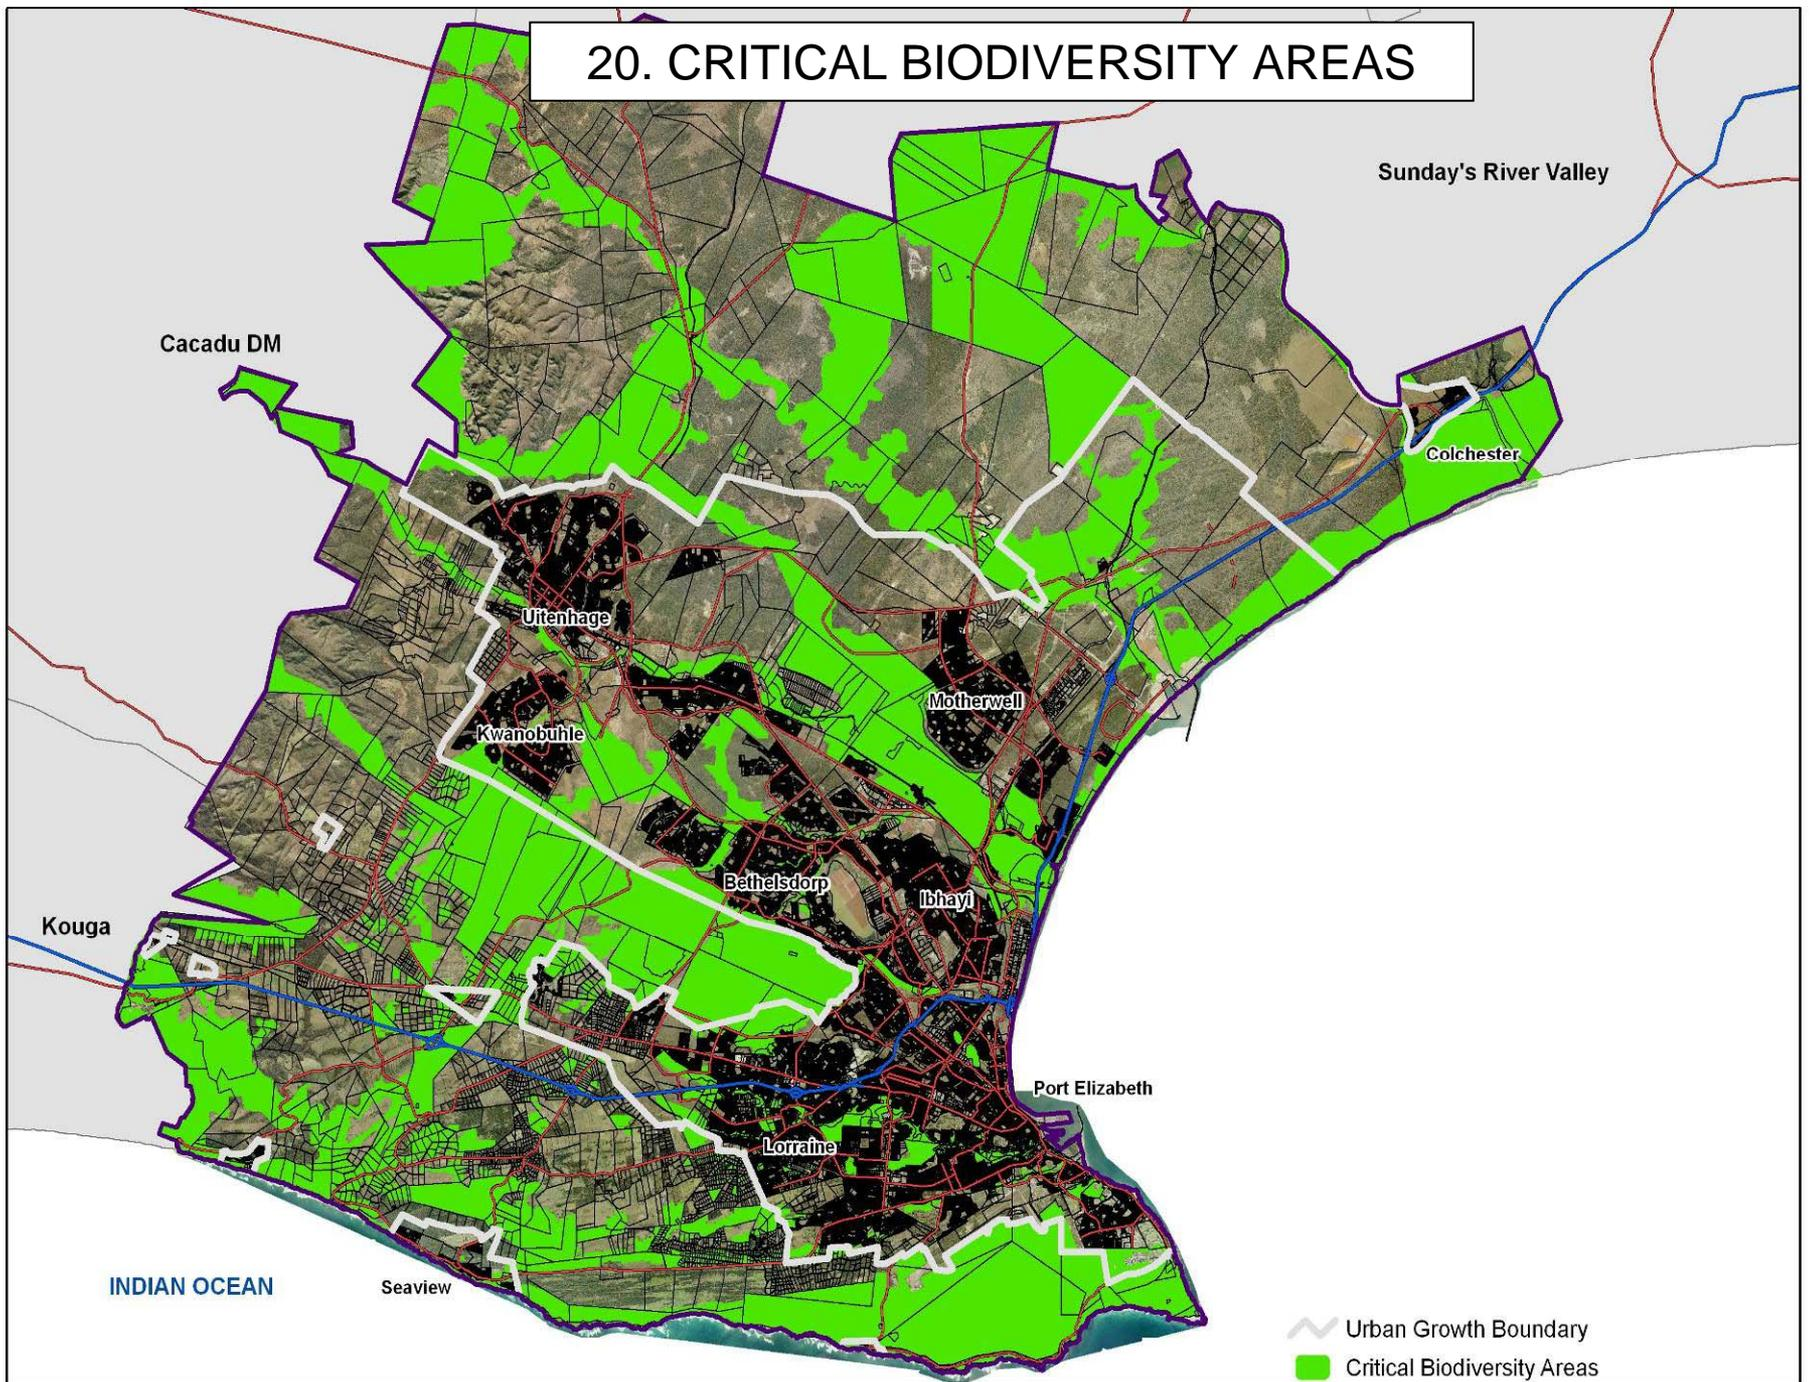 20. CRITICAL BIODIVERSITY AREAS
Sunday's River Valley
Cacadu DM
Colchester
Uitenhage
Motherwell
Kwanobuhle
Bethelsdorp
Ibhayi
Kouga
Port Elizabeth
Lorraine
INDIAN OCEAN
Seaview
Urban Growth Boundary
Critical Biodiversity Areas